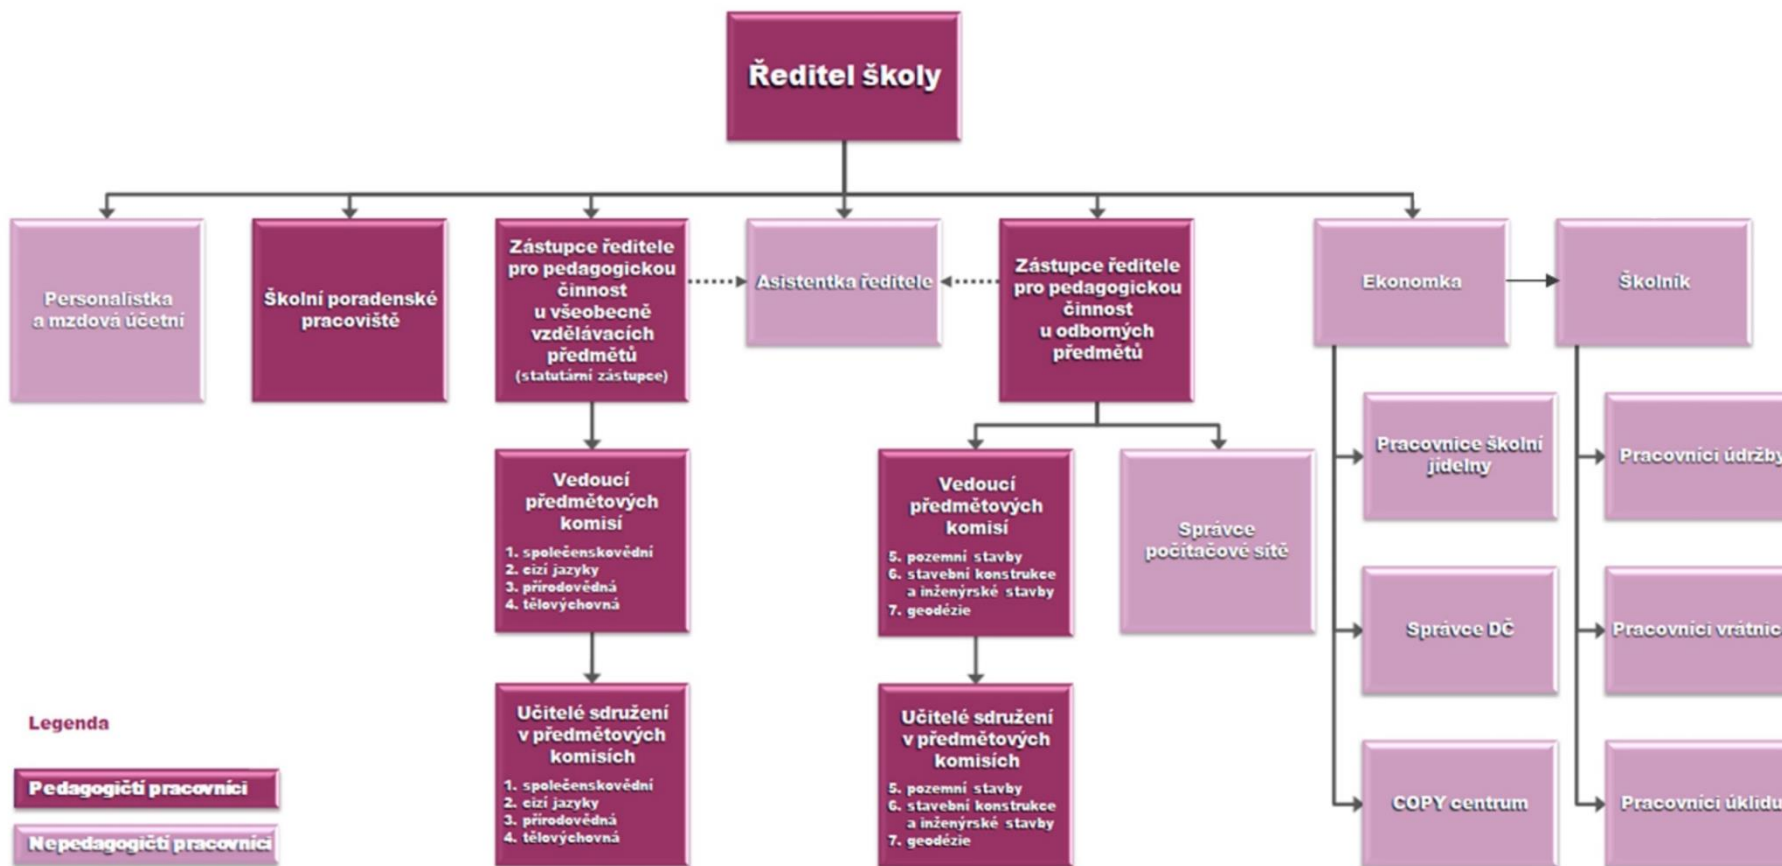 Ředitel školy
Personalistka
a mzdová účetní
Školní poradenské
pracoviště
Zástupce ředitele
pro pedagogickou
činnost
u všeobecně
vzdělávacích
předmětů
(statutární zástupce)
Asistentka ředitele
Zástupce ředitele
pro pedagogickou
činnost
u odborných
předmětů
Ekonomka
Školník
Vedoucí
předmětových
komisí
1. společenskovědní
2. cizí jazyky
3. přírodovědná
4. tělovýchovná
Vedoucí
předmětových
komisí
5. pozemní stavby
6. stavební konstrukce
a inženýrské stavby
7. geodézie
Správce
počítačové sítě
Pracovnice školní
jídelny
Pracovníci údržby
Správce DČ
Pracovníci vrátnic
Učitelé sdružení
v předmětových
komisích
1. společenskovědní
2. cizí jazyky
3. přírodovědná
4. tělovýchovná
Učitelé sdružení
v předmětových
komisích
5. pozemní stavby
6. stavební konstrukce
a inženýrské stavby
7. geodézie
COPY centrum
Pracovníci úklidu
Legenda
Pedagogičtí pracovníci
Nepedagogičtí pracovníci